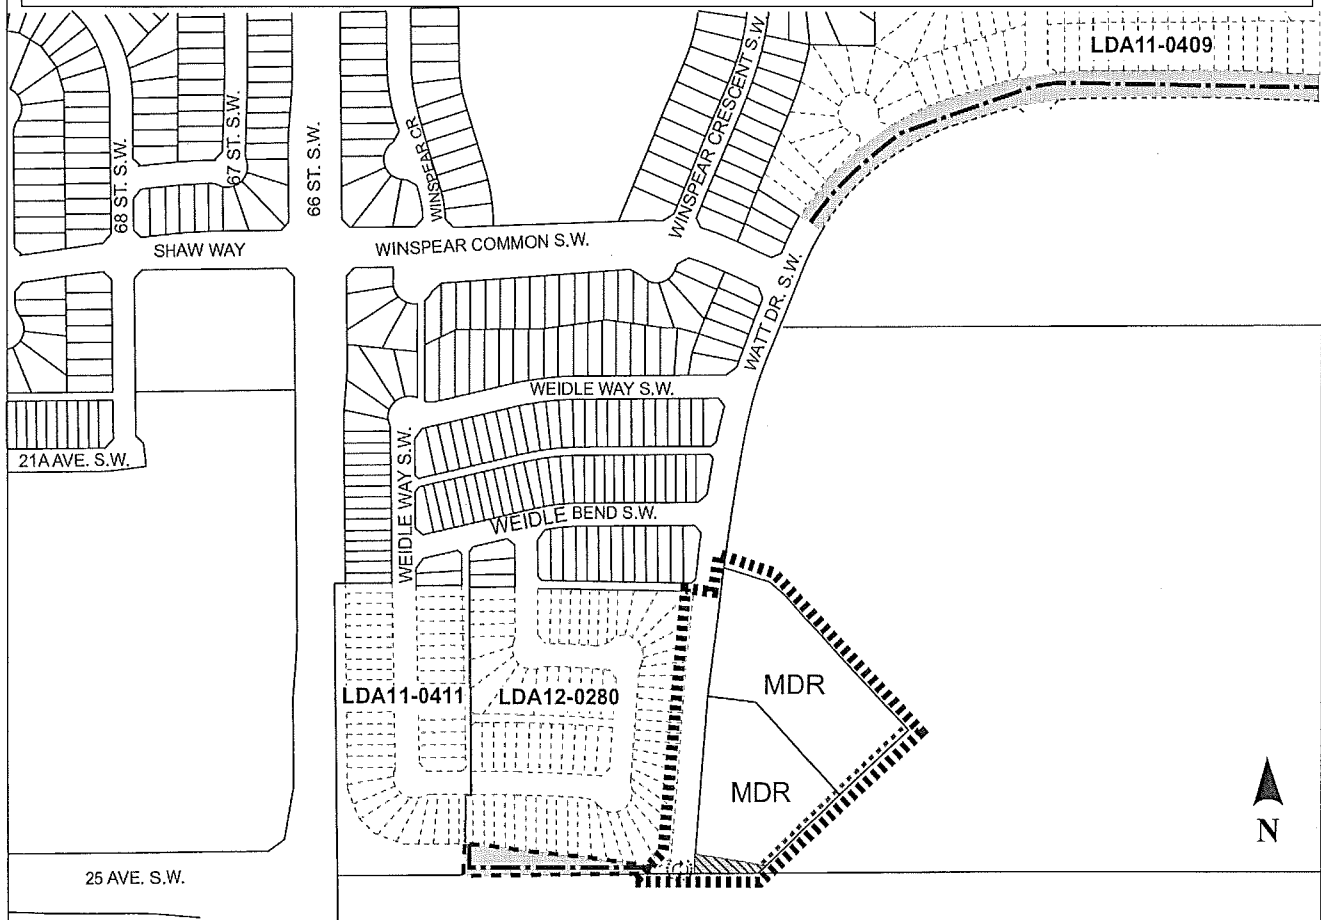 LDA11-0409
68 ST. S.W.
67 ST. S.W.
66 ST. S.W.
WINSPEAR CR.
WINSPEAR CRESCENT S.W.
SHAW WAY
WINSPEAR COMMON S.W.
WATT DR. S.W.
WEIDLE WAY S.W.
21A AVE. S.W.
WEIDLE WAY S.W.
WEIDLE BEND S.W.
LDA11-0411
LDA12-0280
MDR
MDR
N
25 AVE. S.W.